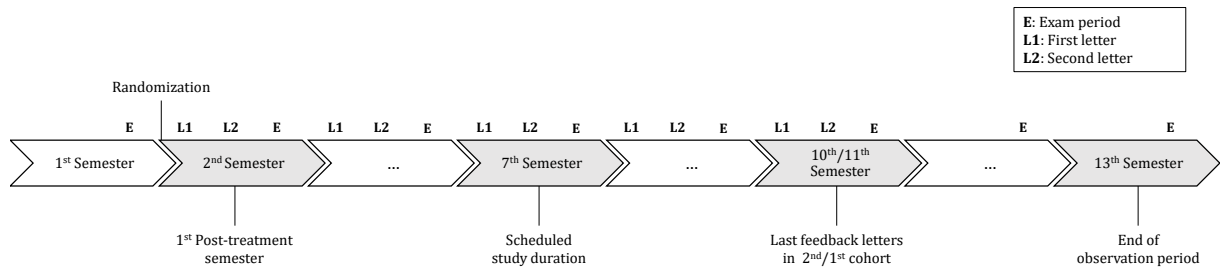 E: Exam period
L1: First letter
L2: Second letter
Randomization
E L1 L2 E L1 L2 E L1 L2 E L1 L2 E L1 L2 E E E
1st Semester 2nd Semester ... 7th Semester ... 10th/11th Semester ... 13th Semester
1st Post-treatment
semester
Scheduled
study duration
Last feedback letters
in 2nd/1st cohort
End of
observation period